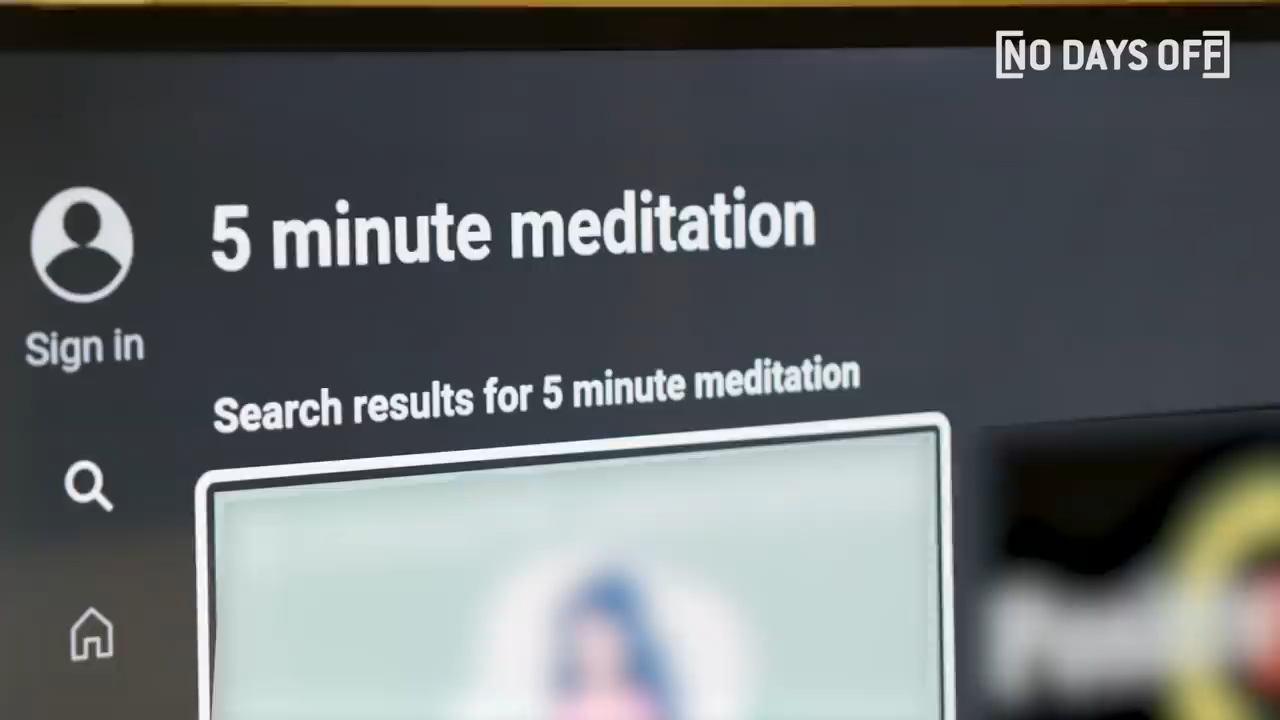 [NO DAYS OFF]
5 minute meditation
Sign in
Search results for 5 minute meditation